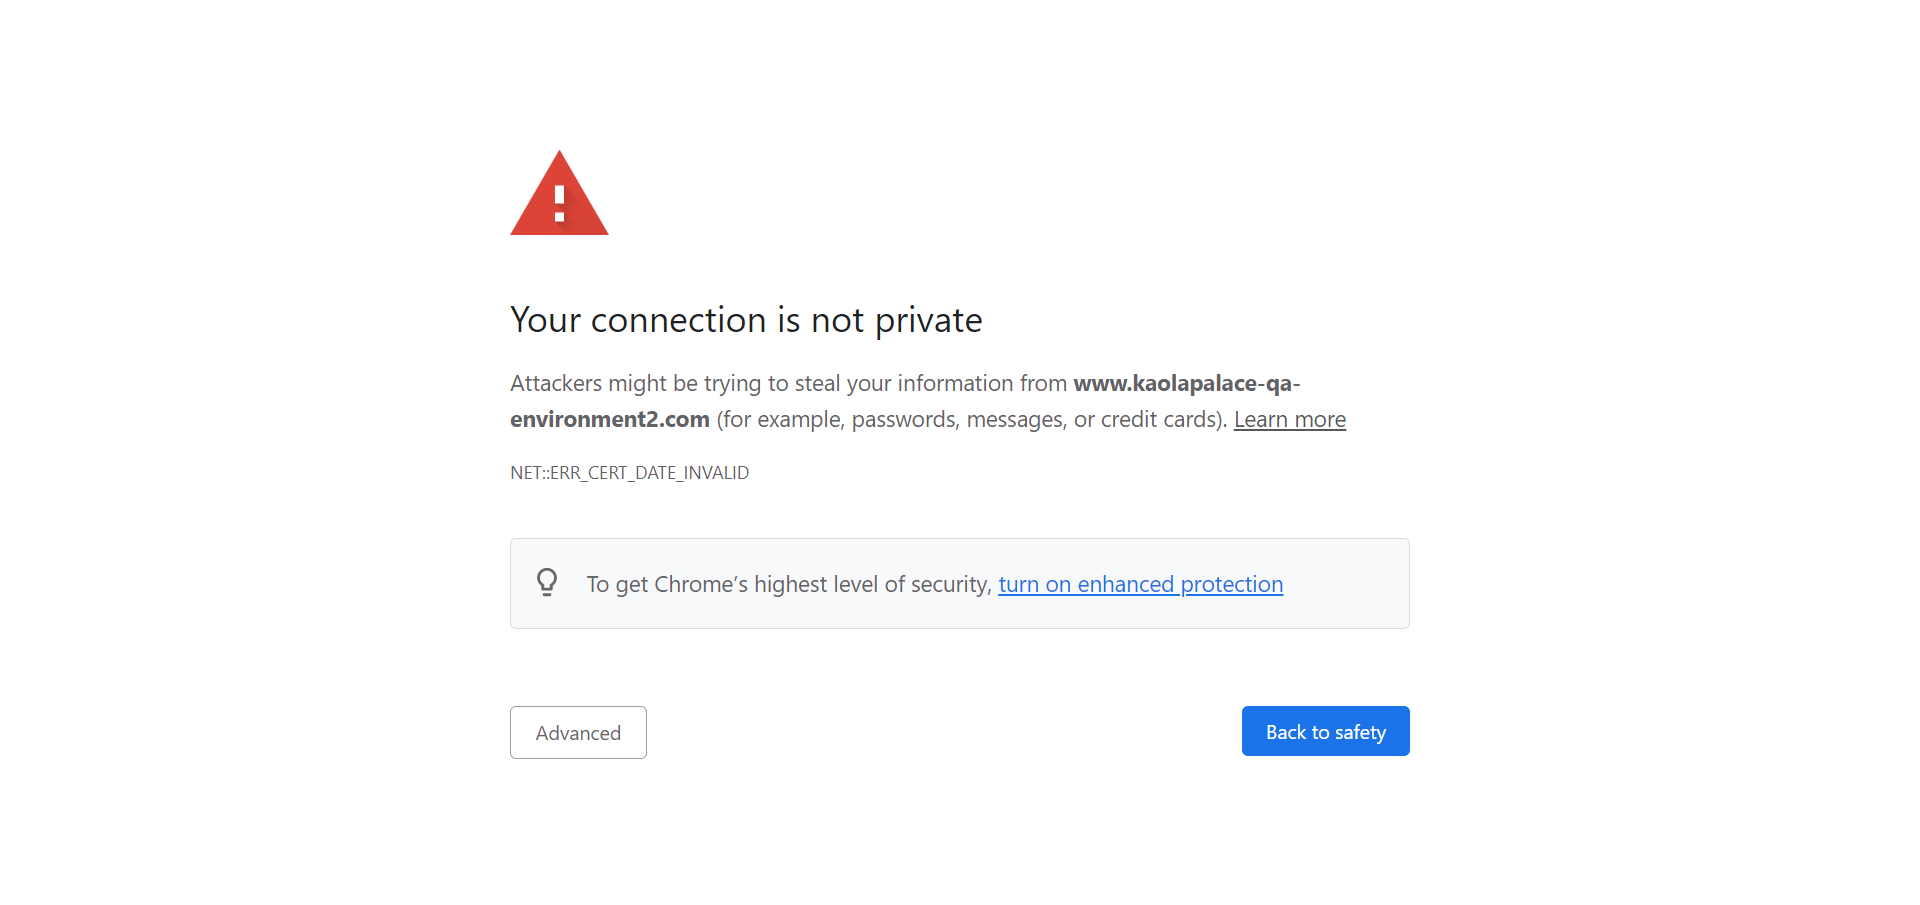 Your connection is not private
Attackers might be trying to steal your information from www.kaolapalace-qa-
environment2.com (for example, passwords, messages, or credit cards). Learn more
NET::ERR_CERT_DATE_INVALID
To get Chrome’s highest level of security, turn on enhanced protection
Advanced
Back to safety